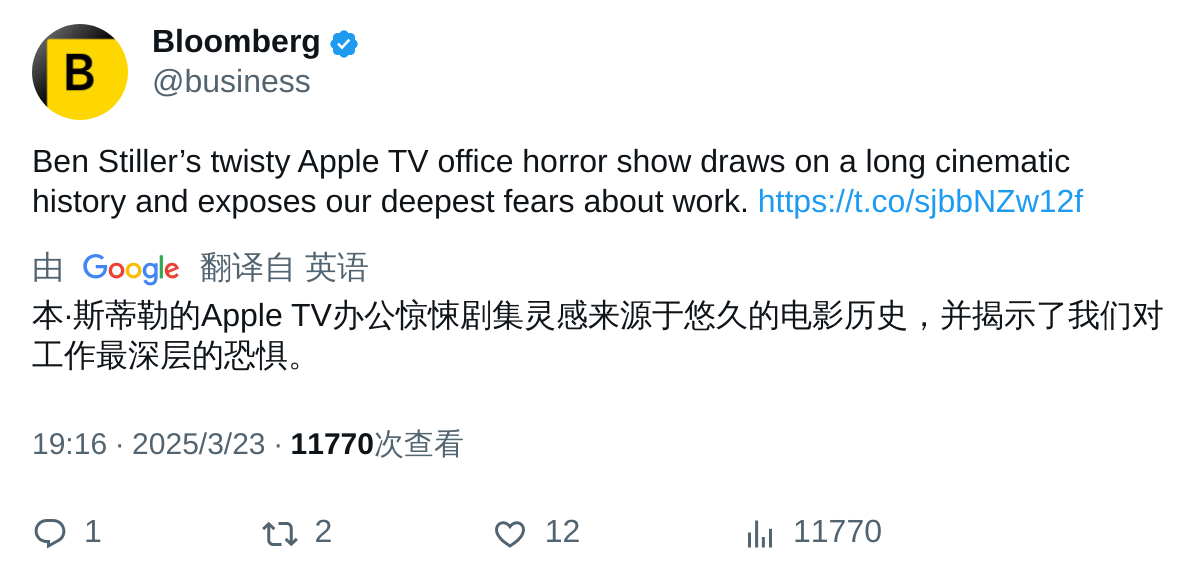 B
Bloomberg
@business
Ben Stiller’s twisty Apple TV office horror show draws on a long cinematic
history and exposes our deepest fears about work. https://t.co/sjbbNZw12f
由 Google 翻译自 英语
本·斯蒂勒的Apple TV办公惊悚剧集灵感来源于悠久的电影历史，并揭示了我们对
工作最深层的恐惧。
19:16 · 2025/3/23 · 11770次查看
1 2 12 11770